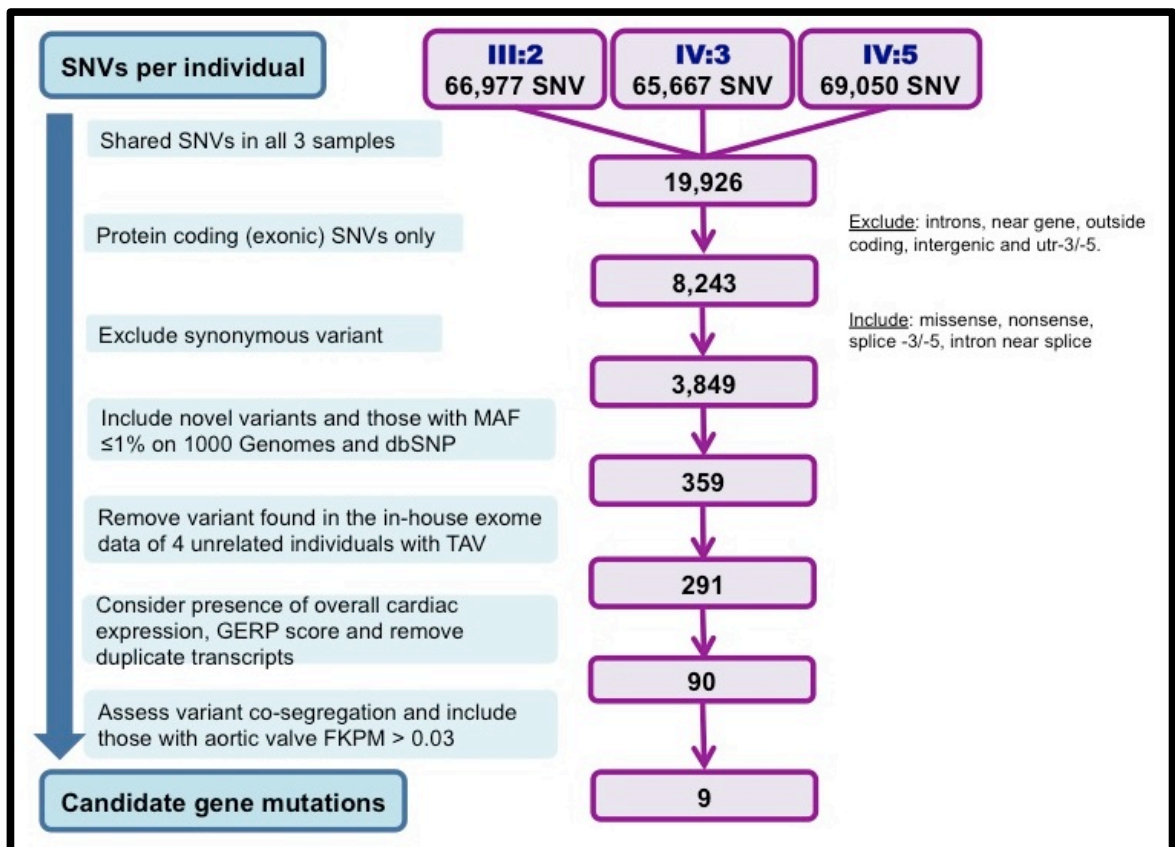 SNVs per individual
III:2
66,977 SNV
IV:3
65,667 SNV
IV:5
69,050 SNV
Shared SNVs in all 3 samples
19,926
Protein coding (exonic) SNVs only
Exclude: introns, near gene, outside
coding, intergenic and utr-3/-5.
8,243
Exclude synonymous variant
Include: missense, nonsense,
splice -3/-5, intron near splice
3,849
Include novel variants and those with MAF
≤1% on 1000 Genomes and dbSNP
359
Remove variant found in the in-house exome
data of 4 unrelated individuals with TAV
291
Consider presence of overall cardiac
expression, GERP score and remove
duplicate transcripts
90
Assess variant co-segregation and include
those with aortic valve FKPM > 0.03
Candidate gene mutations
9